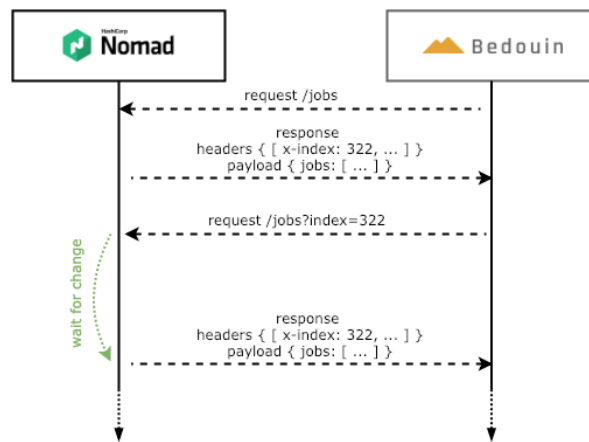 HashiCorp
Nomad
Bedouin
request /jobs
response
headers { [ x-index: 322, ... ] }
payload { jobs: [ ... ] }
request /jobs?index=322
wait for change
response
headers { [ x-index: 322, ... ] }
payload { jobs: [ ... ] }